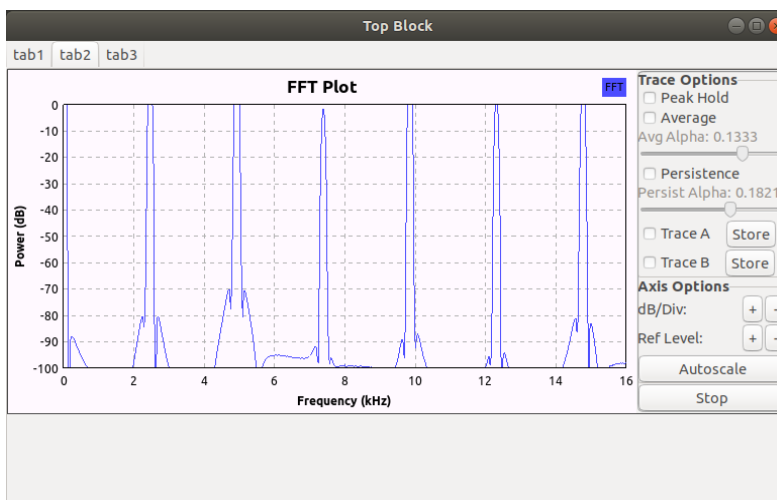 Top Block
tab1 tab2 tab3
FFT Plot
FFT
Power (dB)
0
-10
-20
-30
-40
-50
-60
-70
-80
-90
-100
0 2 4 6 8 10 12 14 16
Frequency (kHz)
Trace Options
Peak Hold
Average
Avg Alpha: 0.1333
Persistence
Persist Alpha: 0.1821
Trace A Store
Trace B Store
Axis Options
dB/Div: + -
Ref Level: + -
Autoscale
Stop